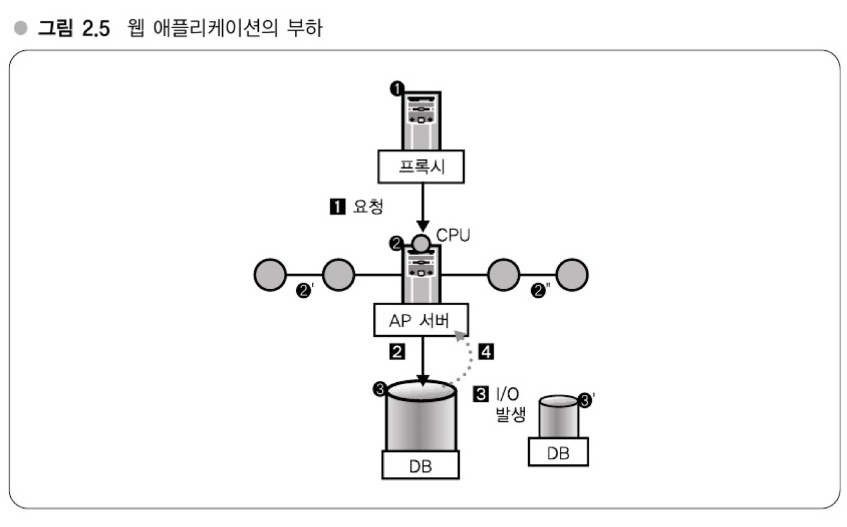 ● 그림 2.5 웹 애플리케이션의 부하
❶
프록시
1 요청
❷ CPU
❷' ❷"
AP 서버
2 4
❸ 3 I/O
발생 ❸'
DB
DB